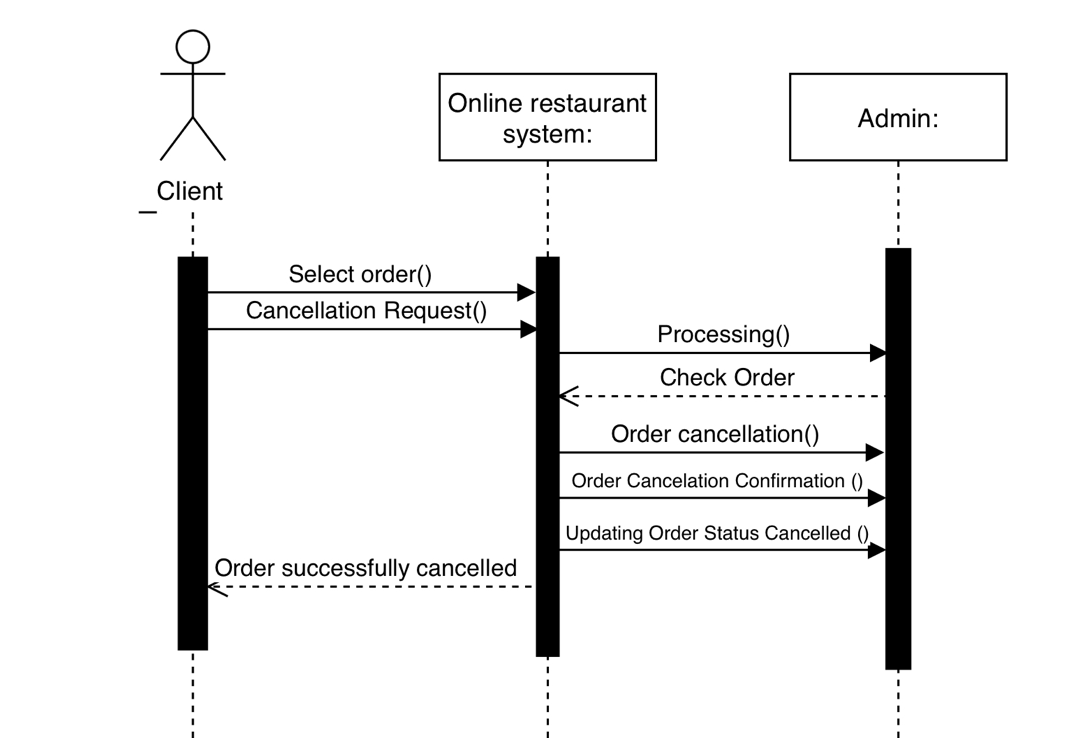 Online restaurant
system:
Admin:
_Client
Select order()
Cancellation Request()
Processing()
Check Order
Order cancellation()
Order Cancelation Confirmation ()
Updating Order Status Cancelled ()
Order successfully cancelled